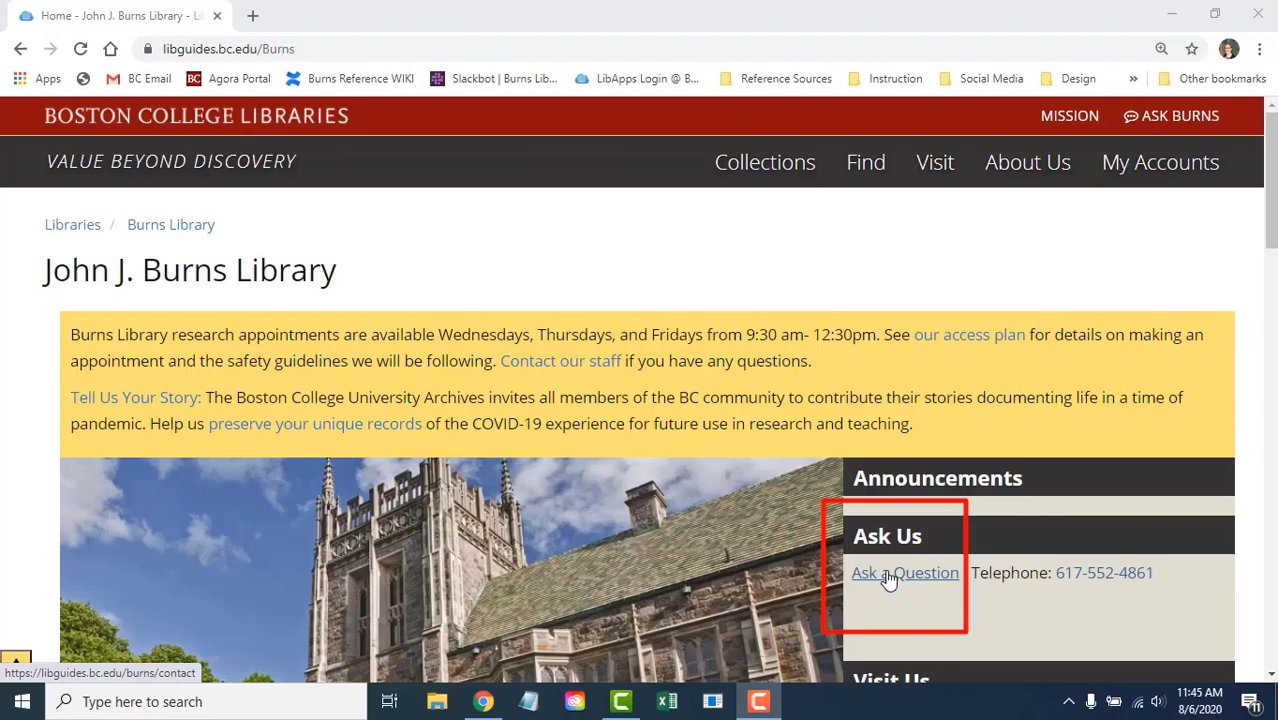 Home - John J. Burns Library - Li
libguides.bc.edu/Burns
Apps BC Email Agora Portal Burns Reference WIKI Slackbot | Burns Lib... LibApps Login @ B... Reference Sources Instruction Social Media Design » Other bookmarks
BOSTON COLLEGE LIBRARIES MISSION ASK BURNS
VALUE BEYOND DISCOVERY Collections Find Visit About Us My Accounts
Libraries / Burns Library
John J. Burns Library
Burns Library research appointments are available Wednesdays, Thursdays, and Fridays from 9:30 am- 12:30pm. See our access plan for details on making an
appointment and the safety guidelines we will be following. Contact our staff if you have any questions.
Tell Us Your Story: The Boston College University Archives invites all members of the BC community to contribute their stories documenting life in a time of
pandemic. Help us preserve your unique records of the COVID-19 experience for future use in research and teaching.
Announcements
Ask Us
Ask a Question Telephone: 617-552-4861
Visit Us
https://libguides.bc.edu/burns/contact
Type here to search
11:45 AM
8/6/2020
11